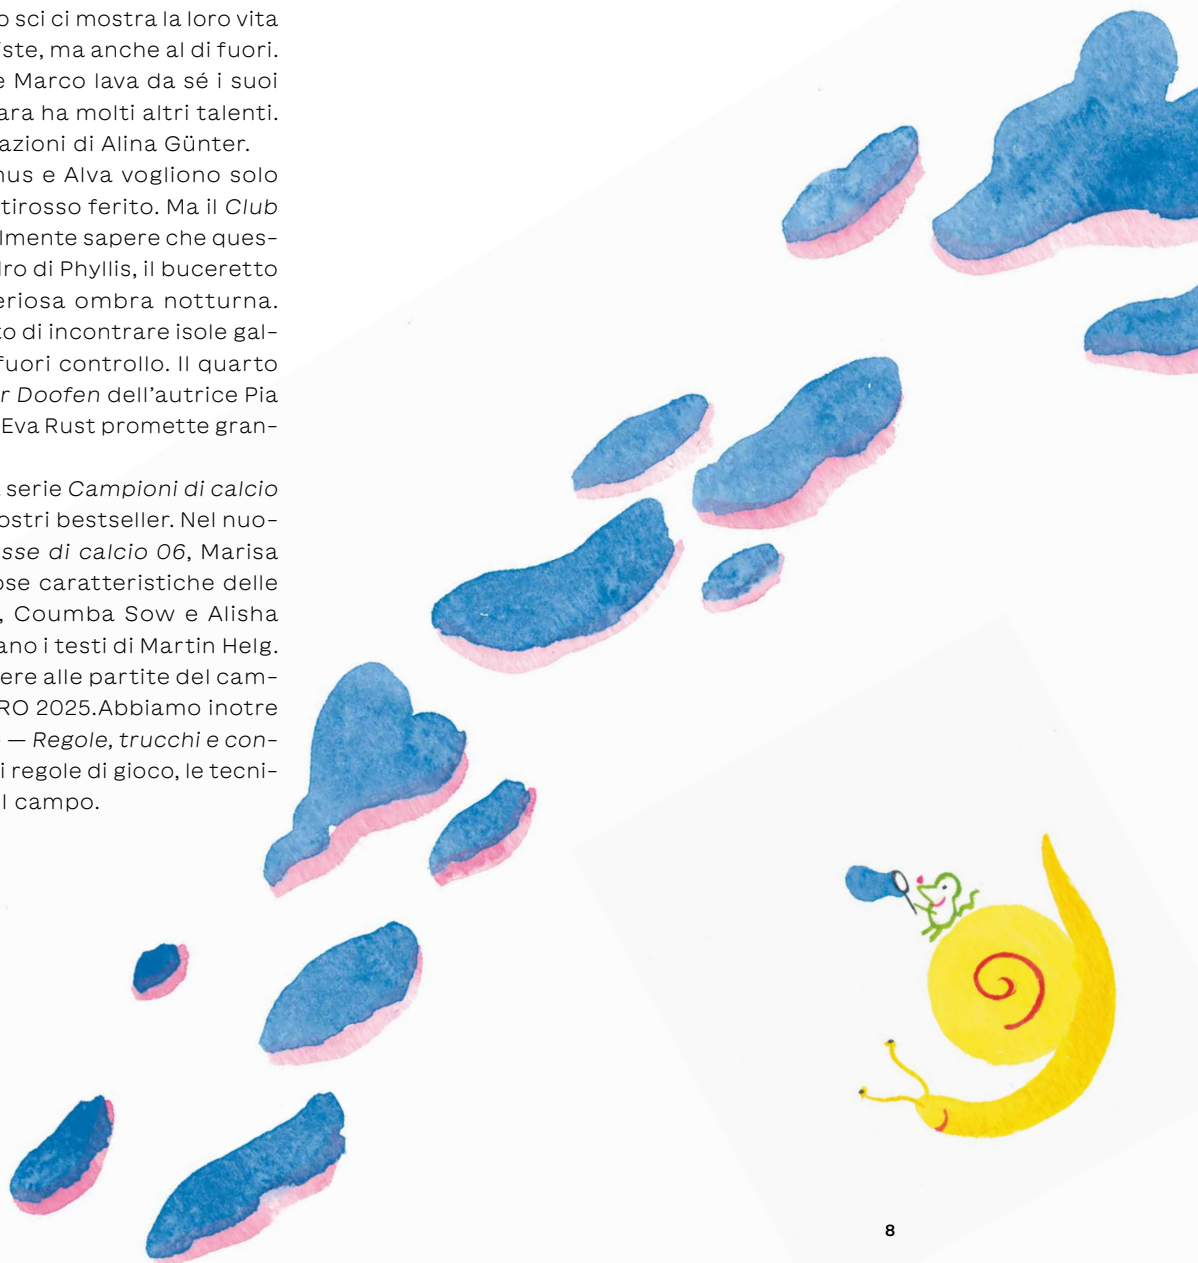 o sci ci mostra la loro vita
iste, ma anche al di fuori.
e Marco lava da sé i suoi
ara ha molti altri talenti.
azioni di Alina Günter.
nus e Alva vogliono solo
tirosso ferito. Ma il Club
lmente sapere che ques-
dro di Phyllis, il buceretto
eriosa ombra notturna.
to di incontrare isole gal-
fuori controllo. Il quarto
r Doofen dell'autrice Pia
Eva Rust promette gran-
serie Campioni di calcio
ostri bestseller. Nel nuo-
sse di calcio 06, Marisa
ose caratteristiche delle
, Coumba Sow e Alisha
ano i testi di Martin Helg.
ere alle partite del cam-
RO 2025.Abbiamo inotre
— Regole, trucchi e con-
i regole di gioco, le tecni-
l campo.
8